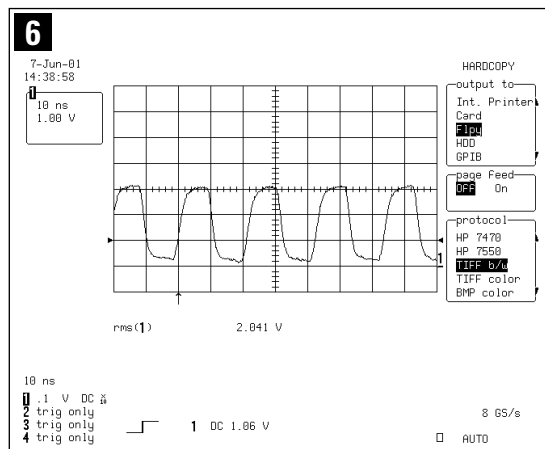 6
7-Jun-01
14:38:58
1
10 ns
1.00 V
HARDCOPY
output to
Int. Printer
Card
Flpy
HDD
GPIB
page feed
Off On
protocol
HP 7470
HP 7550
TIFF b/w
TIFF color
BMP color
1
rms(1) 2.041 V
10 ns
1 .1 V DC
2 trig only
3 trig only
4 trig only
1 DC 1.06 V
8 GS/s
AUTO